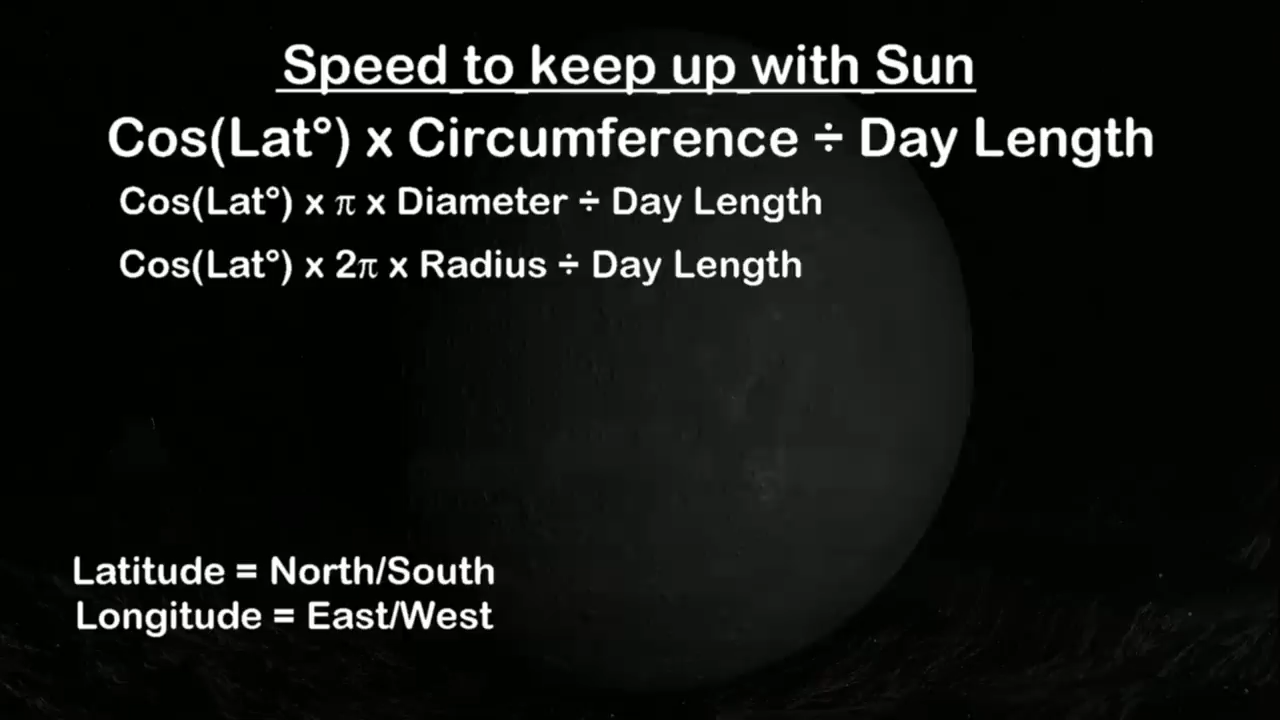 Speed to keep up with Sun
Cos(Lat°) x Circumference ÷ Day Length
Cos(Lat°) x π x Diameter ÷ Day Length
Cos(Lat°) x 2π x Radius ÷ Day Length
Latitude = North/South
Longitude = East/West